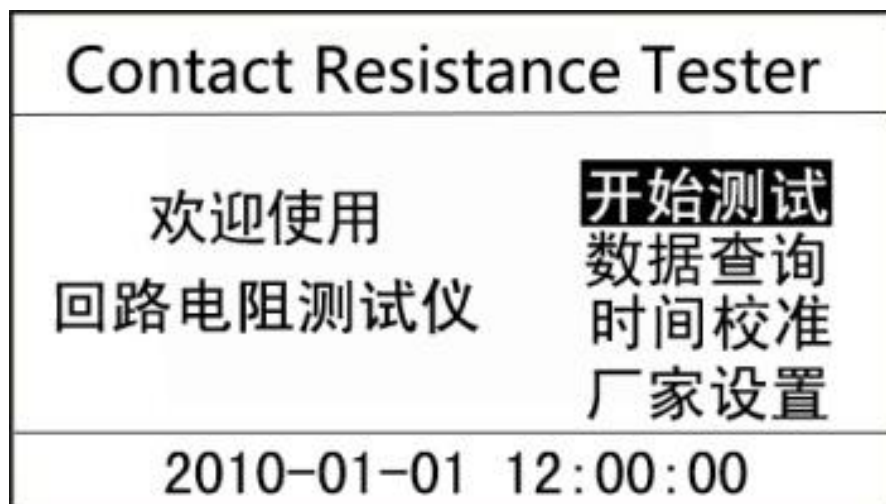 Contact Resistance Tester
欢迎使用
回路电阻测试仪
开始测试
数据查询
时间校准
厂家设置
2010-01-01 12:00:00